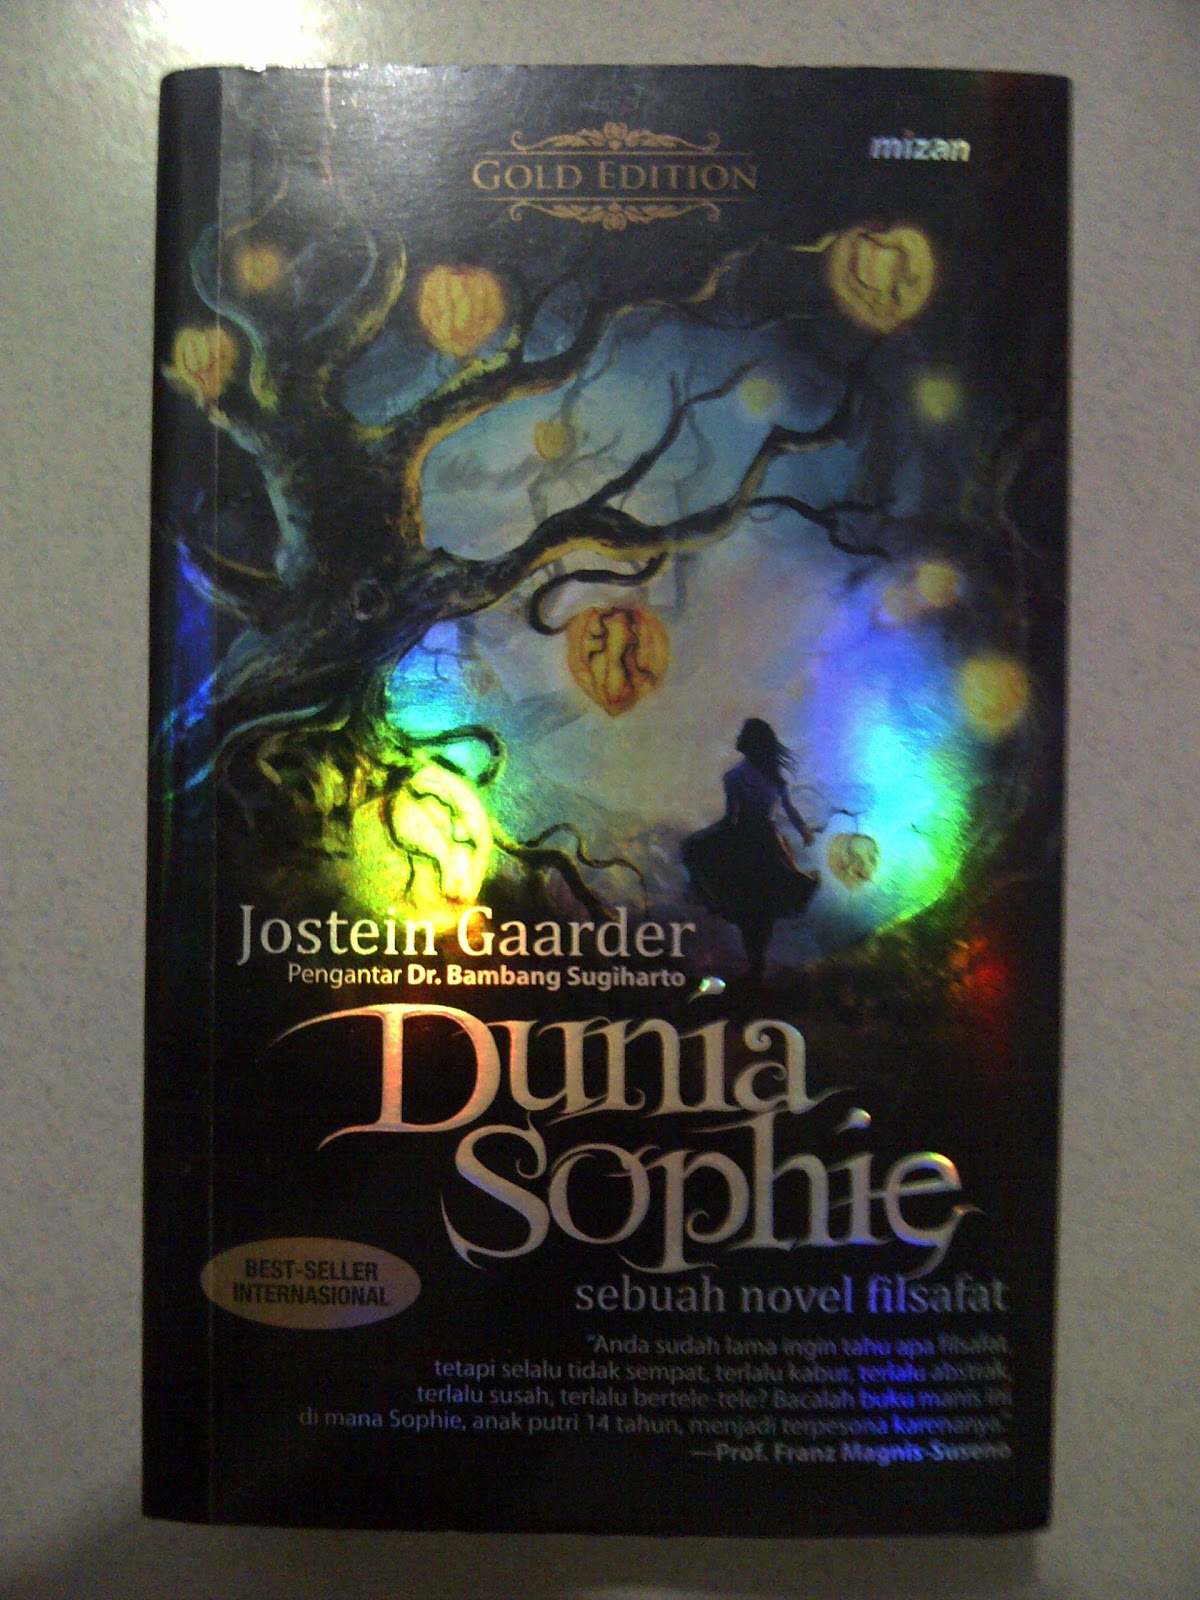 GOLD EDITION
mizan
Jostein Gaarder
Pengantar Dr. Bambang Sugiharto
Dunia
Sophie
BEST-SELLER
INTERNASIONAL
sebuah novel filsafat
"Anda sudah lama ingin tahu apa filsafat,
tetapi selalu tidak sempat, terlalu kabur, terlalu abstrak,
terlalu susah, terlalu bertele-tele? Bacalah buku manis ini
di mana Sophie, anak putri 14 tahun, menjadi terpesona karenanya."
—Prof. Franz Magnis-Suseno